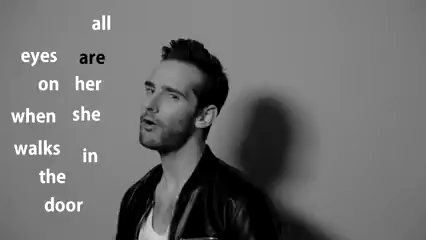 all
eyes are
on her
when she
walks in
the
door